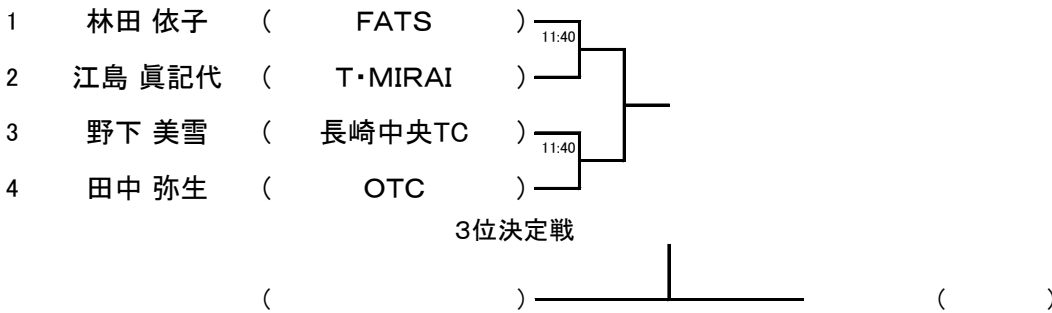 1 林田 依子 ( FATS ) 11:40
2 江島 眞記代 ( T・MIRAI )
3 野下 美雪 ( 長崎中央TC ) 11:40
4 田中 弥生 ( OTC )
3位決定戦
( ) ( )